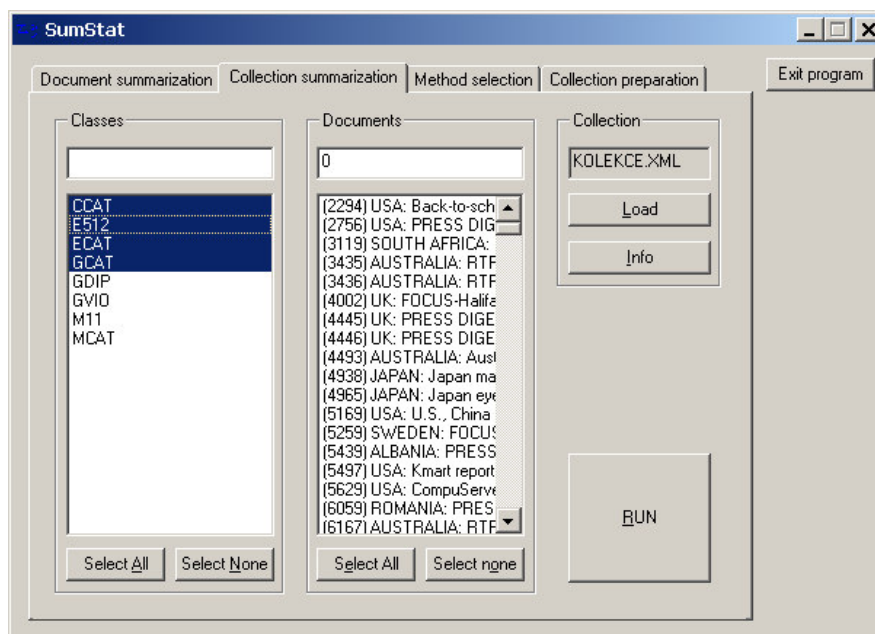 SumStat
Document summarization
Collection summarization
Method selection
Collection preparation
Exit program
Classes
CCAT
E512
ECAT
GCAT
GDIP
GVIO
M11
MCAT
Select All
Select None
Documents
0
(2294) USA: Back-to-sch
(2756) USA: PRESS DIG
(3119) SOUTH AFRICA:
(3435) AUSTRALIA: RTF
(3436) AUSTRALIA: RTF
(4002) UK: FOCUS-Halifa
(4445) UK: PRESS DIGE
(4446) UK: PRESS DIGE
(4493) AUSTRALIA: Aust
(4938) JAPAN: Japan ma
(4965) JAPAN: Japan eye
(5169) USA: U.S., China
(5259) SWEDEN: FOCUS
(5439) ALBANIA: PRESS
(5497) USA: Kmart report
(5629) USA: CompuServe
(6059) ROMANIA: PRES
(6167) AUSTRALIA: RTF
Select All
Select none
Collection
KOLEKCE.XML
Load
Info
RUN